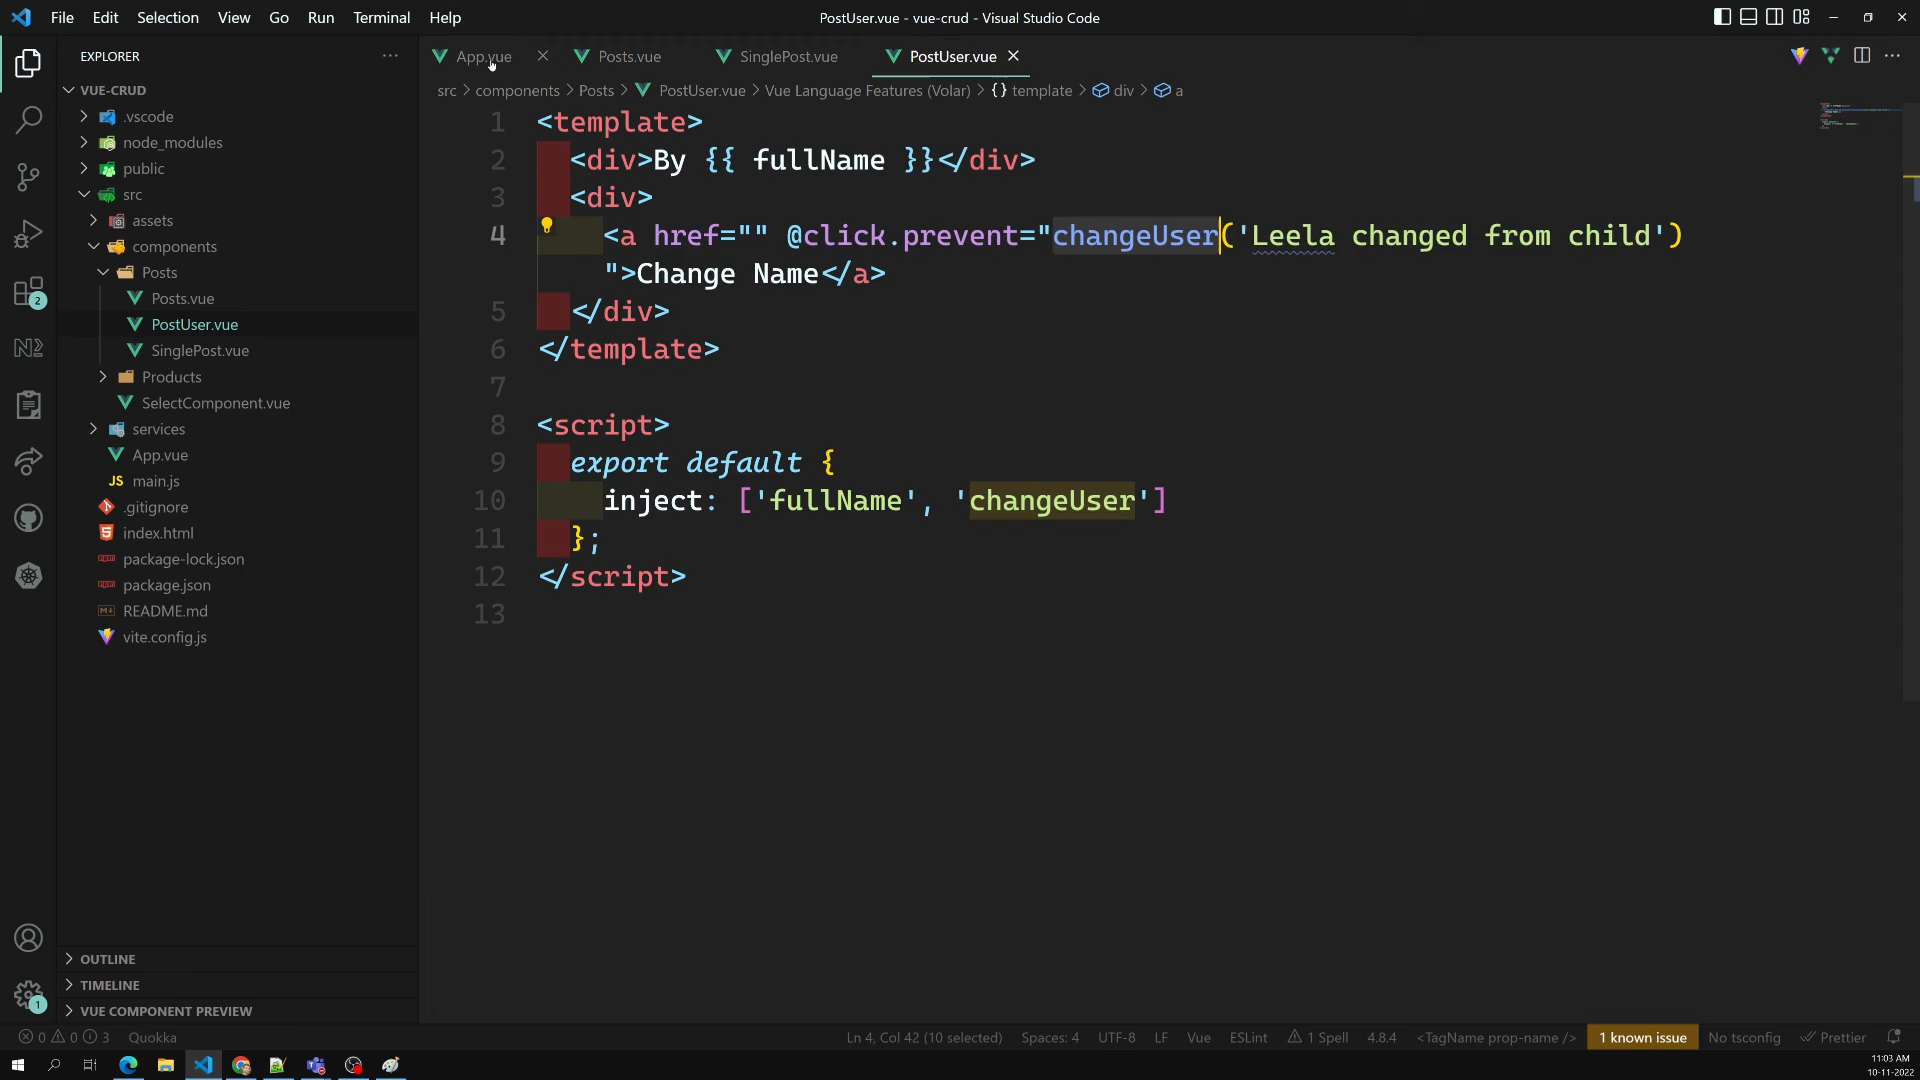 File Edit Selection View Go Run Terminal Help
PostUser.vue - vue-crud - Visual Studio Code
EXPLORER
App.vue Posts.vue SinglePost.vue PostUser.vue
src > components > Posts > PostUser.vue > Vue Language Features (Volar) > {} template > div > a
VUE-CRUD
.vscode
node_modules
public
src
assets
components
Posts
Posts.vue
PostUser.vue
SinglePost.vue
Products
SelectComponent.vue
services
App.vue
JS main.js
.gitignore
index.html
package-lock.json
package.json
README.md
vite.config.js
1 <template>
2 <div>By {{ fullName }}</div>
3 <div>
4 <a href="" @click.prevent="changeUser('Leela changed from child')
">Change Name</a>
5 </div>
6 </template>
7
8 <script>
9 export default {
10 inject: ['fullName', 'changeUser']
11 };
12 </script>
13
2
1
OUTLINE
TIMELINE
VUE COMPONENT PREVIEW
0 0 3 Quokka
Ln 4, Col 42 (10 selected) Spaces: 4 UTF-8 LF Vue ESLint 1 Spell 4.8.4 <TagName prop-name /> 1 known issue No tsconfig Prettier
11:03 AM
10-11-2022